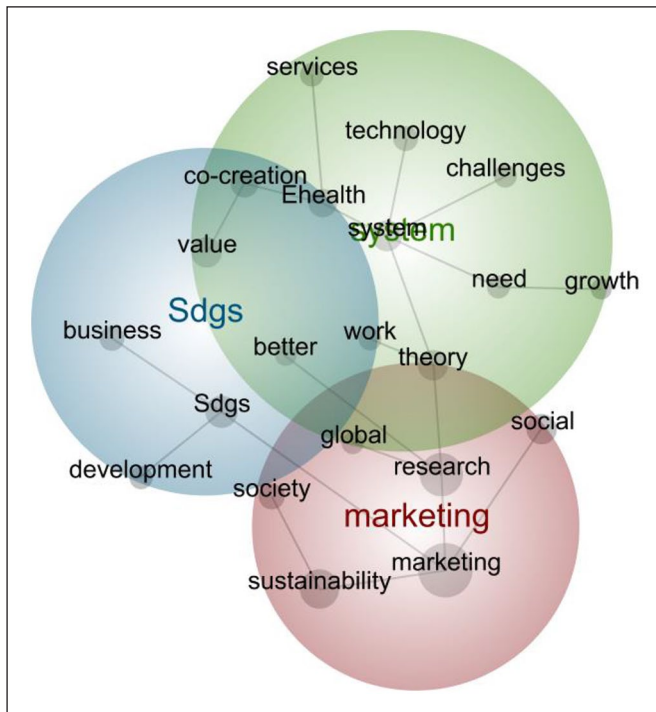 services
technology
challenges
co-creation
Ehealth
system
system
value
need
growth
Sdgs
business
work
better
theory
Sdgs
social
global
research
development
society
marketing
marketing
sustainability